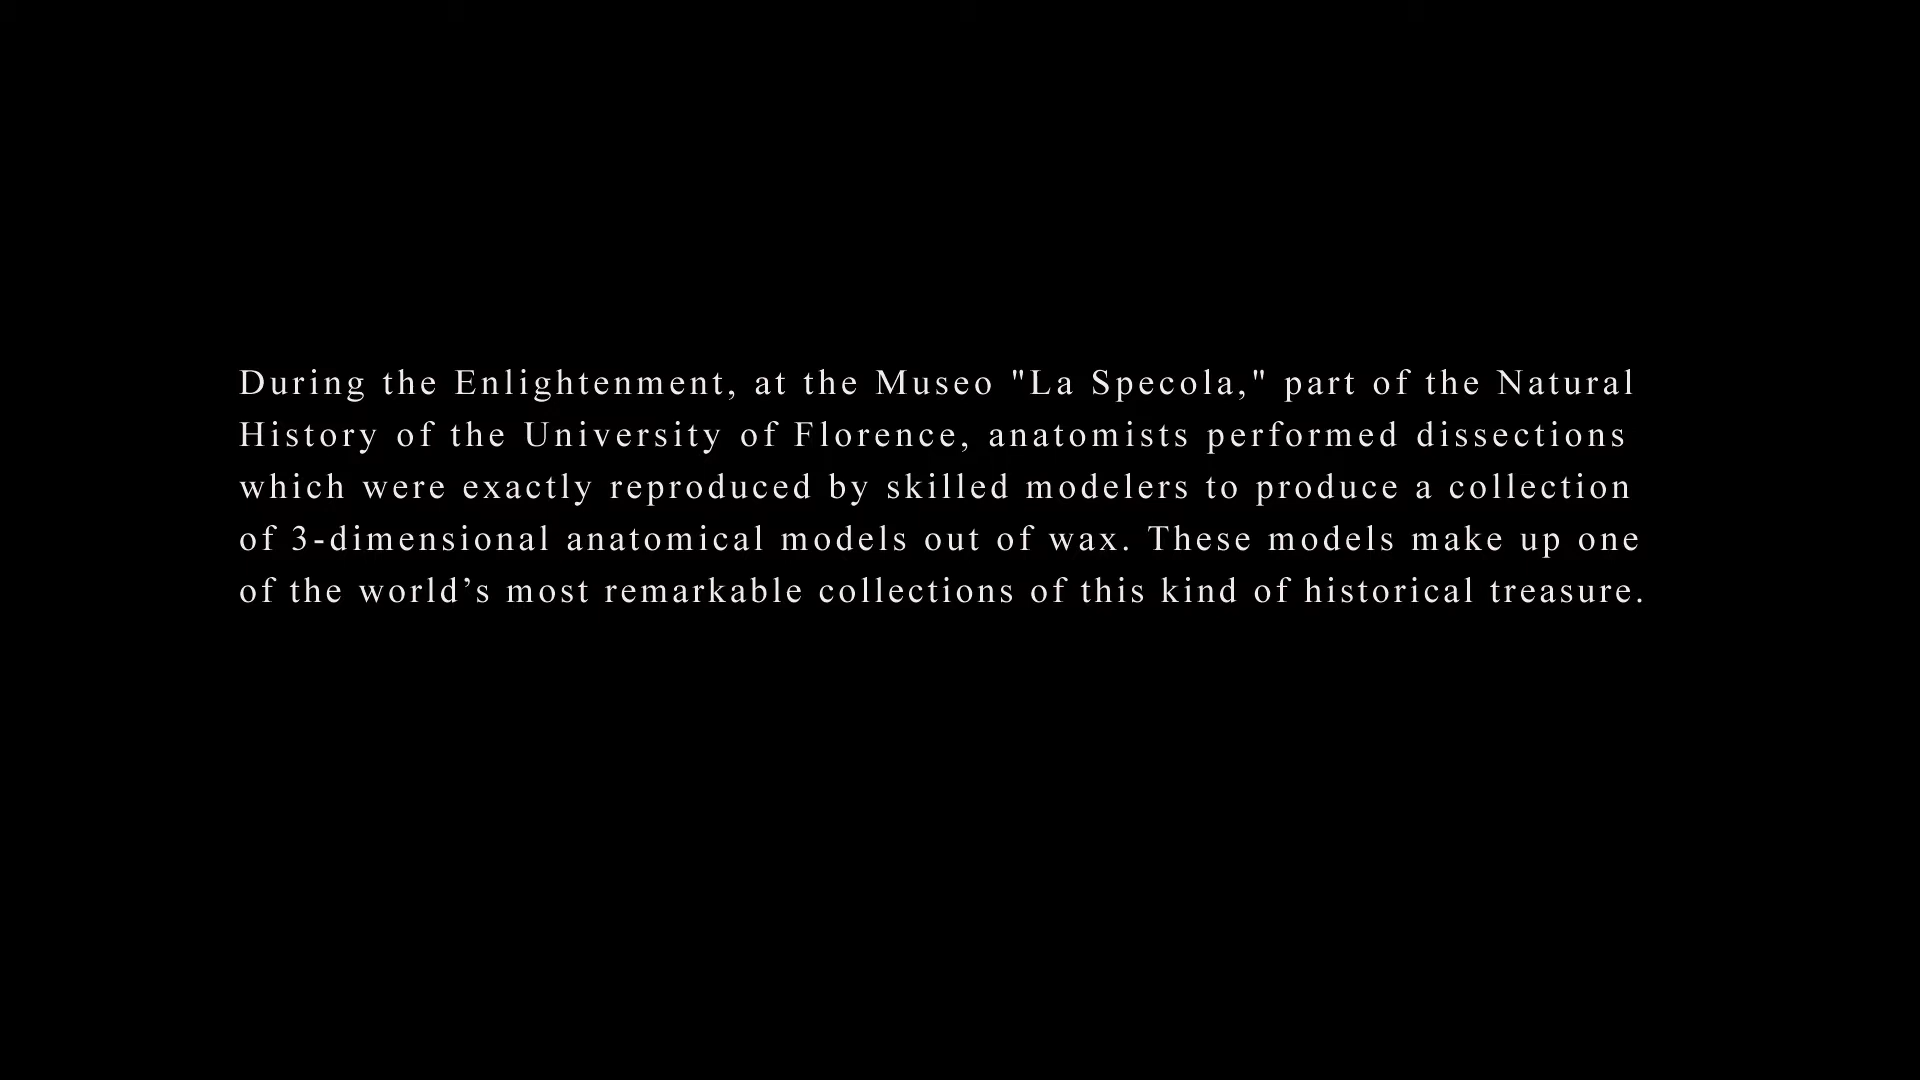 During the Enlightenment, at the Museo "La Specola," part of the Natural
History of the University of Florence, anatomists performed dissections
which were exactly reproduced by skilled modelers to produce a collection
of 3-dimensional anatomical models out of wax. These models make up one
of the world’s most remarkable collections of this kind of historical treasure.